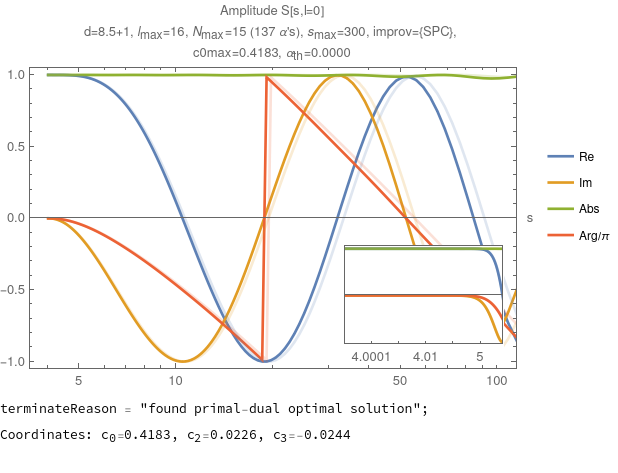 Amplitude S[s,l=0]
d=8.5+1, lmax=16, Nmax=15 (137 α's), smax=300, improv={SPC},
c0max=0.4183, αth=0.0000
1.0
0.5
0.0
−0.5
−1.0
5 10 50 100
s
4.0001 4.01 5
Re
Im
Abs
Arg/π
terminateReason = "found primal-dual optimal solution";
Coordinates: c0=0.4183, c2=0.0226, c3=-0.0244